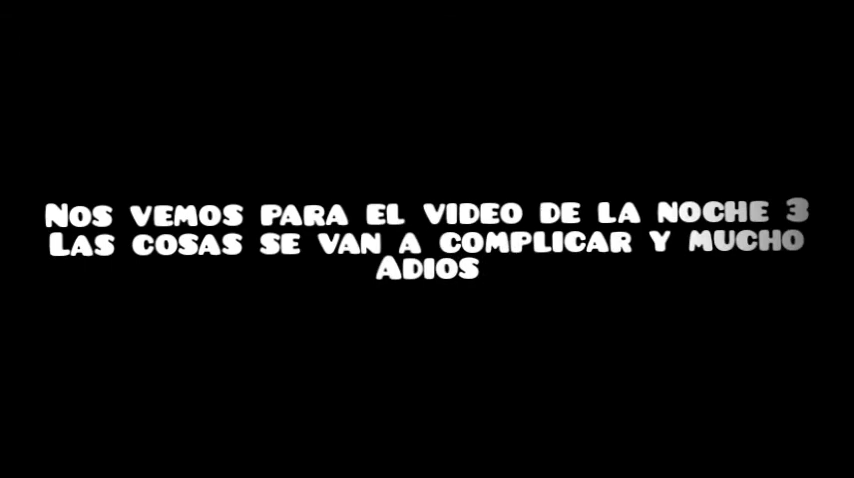 Nos vemos para el video de la noche 3
Las cosas se van a complicar y mucho
Adios